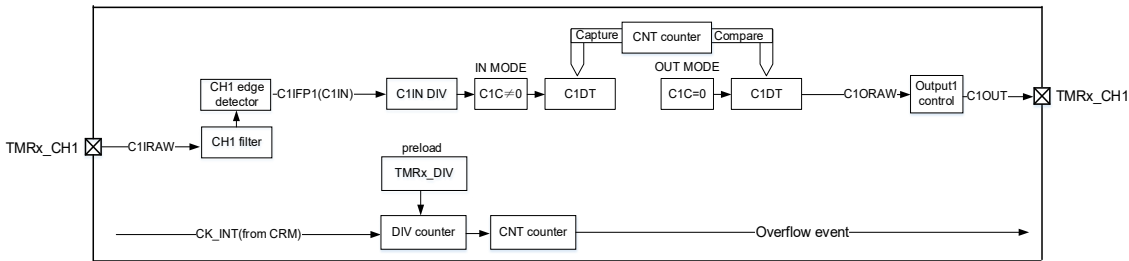 Capture
CNT counter
Compare
IN MODE
OUT MODE
CH1 edge
detector
C1IFP1(C1IN)
C1IN DIV
C1C≠0
C1DT
C1C=0
C1DT
C1ORAW
Output1
control
C1OUT
TMRx_CH1
TMRx_CH1
C1IRAW
CH1 filter
preload
TMRx_DIV
CK_INT(from CRM)
DIV counter
CNT counter
Overflow event